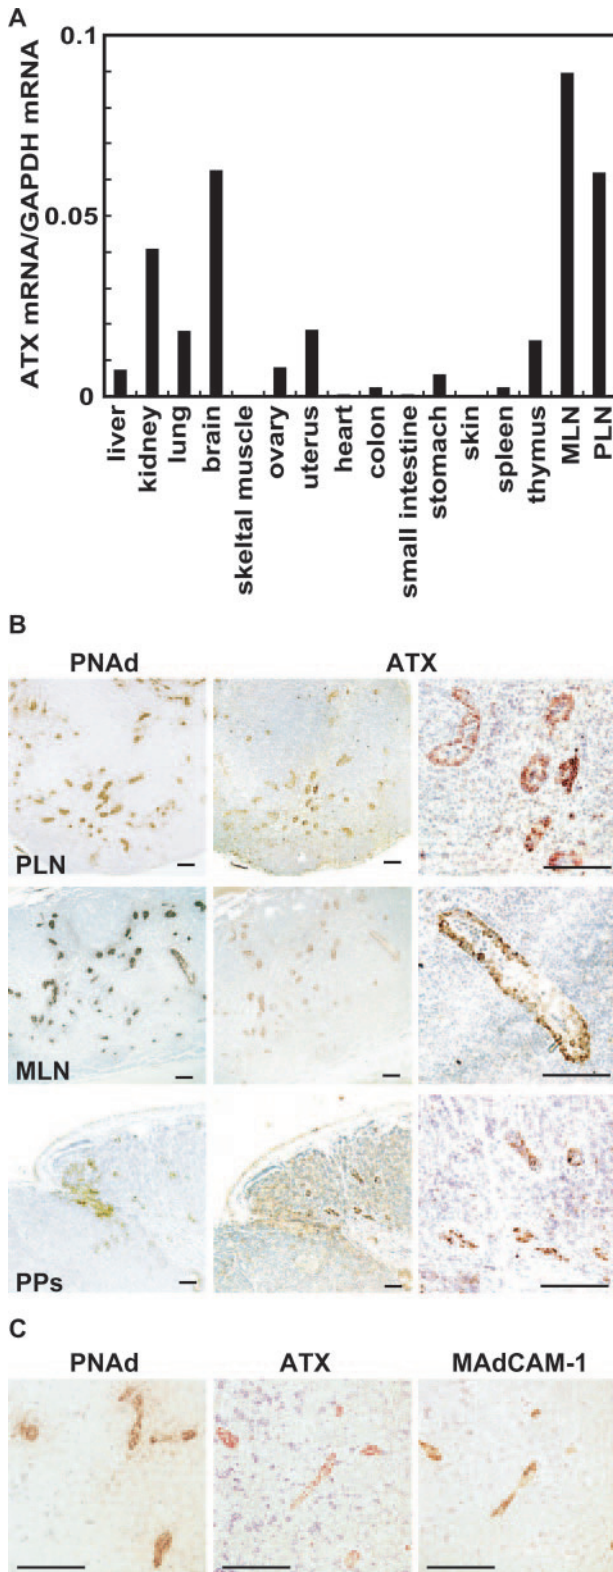 A
0.1
0.05
0
ATX mRNA/GAPDH mRNA
liver
kidney
lung
brain
skeltal muscle
ovary
uterus
heart
colon
small intestine
stomach
skin
spleen
thymus
MLN
PLN
B
PNAd ATX
PLN
MLN
PPs
C
PNAd ATX MAdCAM-1